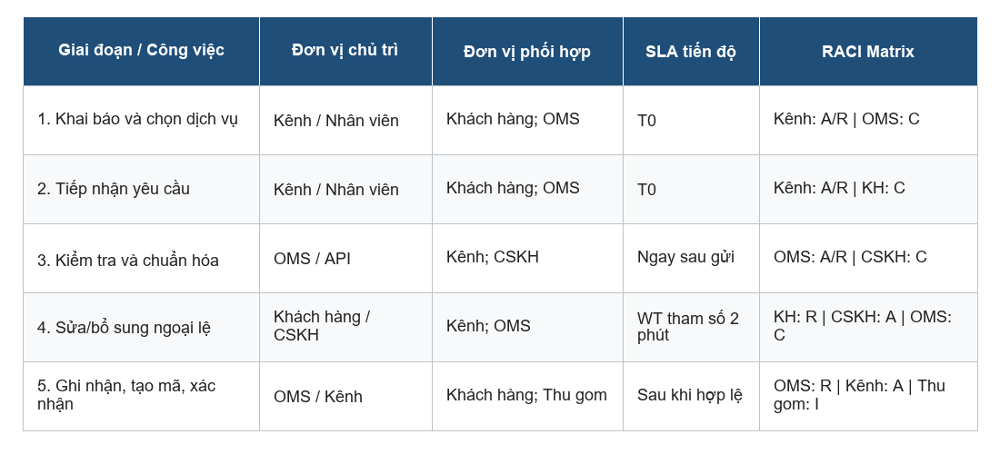 Giai đoạn / Công việc
Đơn vị chủ trì
Đơn vị phối hợp
SLA tiến độ
RACI Matrix
1. Khai báo và chọn dịch vụ
Kênh / Nhân viên
Khách hàng; OMS
T0
Kênh: A/R | OMS: C
2. Tiếp nhận yêu cầu
Kênh / Nhân viên
Khách hàng; OMS
T0
Kênh: A/R | KH: C
3. Kiểm tra và chuẩn hóa
OMS / API
Kênh; CSKH
Ngay sau gửi
OMS: A/R | CSKH: C
4. Sửa/bổ sung ngoại lệ
Khách hàng /
CSKH
Kênh; OMS
WT tham số 2
phút
KH: R | CSKH: A | OMS:
C
5. Ghi nhận, tạo mã, xác
nhận
OMS / Kênh
Khách hàng; Thu gom
Sau khi hợp lệ
OMS: R | Kênh: A | Thu
gom: I